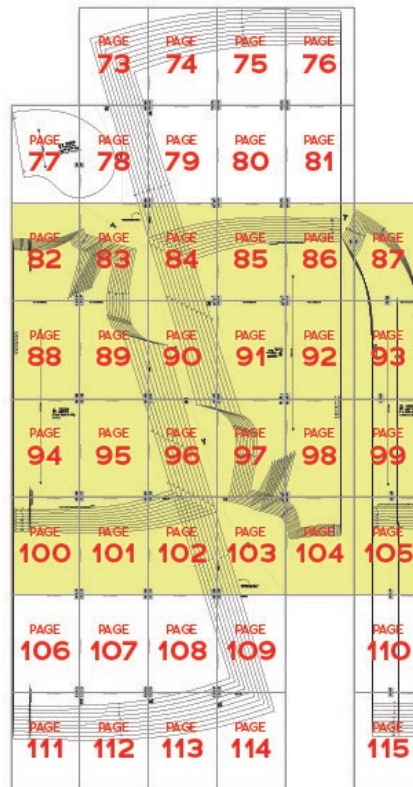 PAGE PAGE PAGE PAGE
73 74 75 76
PAGE PAGE PAGE PAGE PAGE
77 78 79 80 81
PAGE PAGE PAGE PAGE PAGE PAGE
82 83 84 85 86 87
PAGE PAGE PAGE PAGE PAGE PAGE
88 89 90 91 92 93
PAGE PAGE PAGE PAGE PAGE PAGE
94 95 96 97 98 99
PAGE PAGE PAGE PAGE PAGE PAGE
100 101 102 103 104 105
PAGE PAGE PAGE PAGE PAGE
106 107 108 109 110
PAGE PAGE PAGE PAGE PAGE
111 112 113 114 115